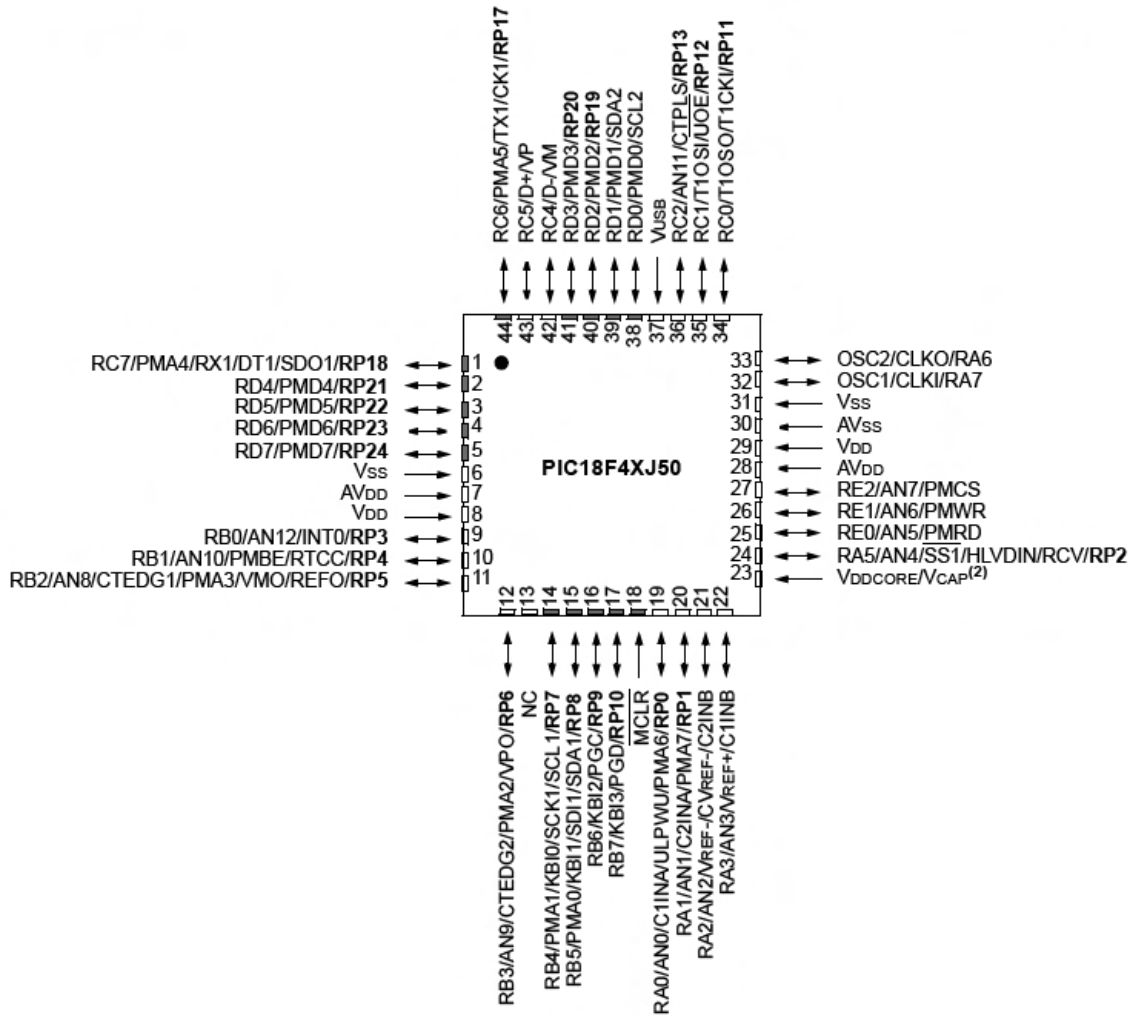 RC6/PMA5/TX1/CK1/RP17
RC5/D+/VP
RC4/D-/VM
RD3/PMD3/RP20
RD2/PMD2/RP19
RD1/PMD1/SDA2
RD0/PMD0/SCL2
VUSB
RC2/AN11/CTPLS/RP13
RC1/T1OSI/UOE/RP12
RC0/T1OSO/T1CKI/RP11
44 43 42 41 40 39 38 37 36 35 34
RC7/PMA4/RX1/DT1/SDO1/RP18 1
RD4/PMD4/RP21 2
RD5/PMD5/RP22 3
RD6/PMD6/RP23 4
RD7/PMD7/RP24 5
VSS 6
AVDD 7
VDD 8
RB0/AN12/INT0/RP3 9
RB1/AN10/PMBE/RTCC/RP4 10
RB2/AN8/CTEDG1/PMA3/VMO/REFO/RP5 11
PIC18F4XJ50
33 OSC2/CLKO/RA6
32 OSC1/CLKI/RA7
31 VSS
30 AVSS
29 VDD
28 AVDD
27 RE2/AN7/PMCS
26 RE1/AN6/PMWR
25 RE0/AN5/PMRD
24 RA5/AN4/SS1/HLVDIN/RCV/RP2
23 VDDCORE/VCAP(2)
12 13 14 15 16 17 18 19 20 21 22
RB3/AN9/CTEDG2/PMA2/VPO/RP6
NC
RB4/PMA1/KBI0/SCK1/SCL1/RP7
RB5/PMA0/KBI1/SDI1/SDA1/RP8
RB6/KBI2/PGC/RP9
RB7/KBI3/PGD/RP10
MCLR
RA0/AN0/C1INA/ULPWU/PMA6/RP0
RA1/AN1/C2INA/PMA7/RP1
RA2/AN2/VREF-/CVREF-/C2INB
RA3/AN3/VREF+/C1INB